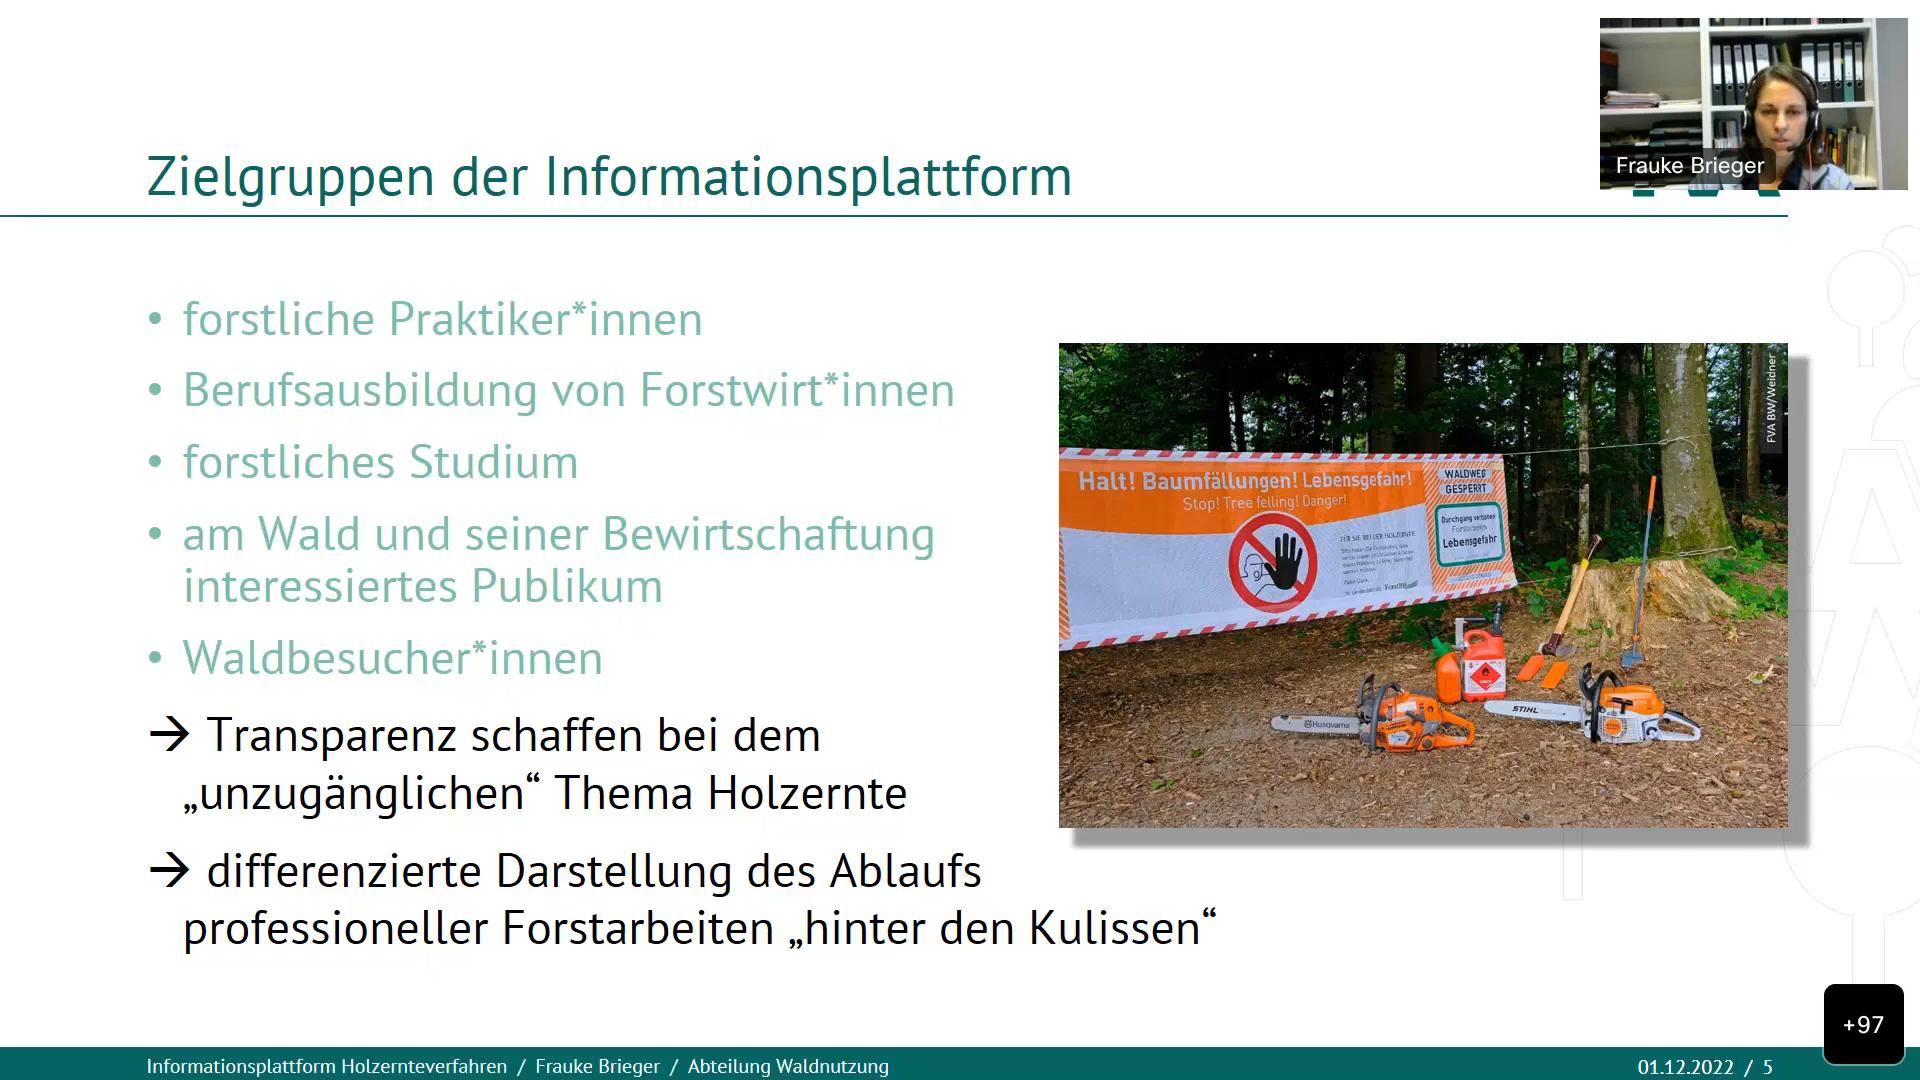 Frauke Brieger
Zielgruppen der Informationsplattform
• forstliche Praktiker*innen
• Berufsausbildung von Forstwirt*innen
• forstliches Studium
• am Wald und seiner Bewirtschaftung
interessiertes Publikum
• Waldbesucher*innen
→ Transparenz schaffen bei dem
„unzugänglichen“ Thema Holzernte
→ differenzierte Darstellung des Ablaufs
professioneller Forstarbeiten „hinter den Kulissen“
FVA BW/Weidner
Halt! Baumfällungen! Lebensgefahr!
Stop! Tree felling! Danger!
WALDWEG
GESPERRT
Durchgang verboten
Forstarbeiten
Lebensgefahr
Husqvarna
STIHL
+97
Informationsplattform Holzernteverfahren / Frauke Brieger / Abteilung Waldnutzung
01.12.2022 / 5